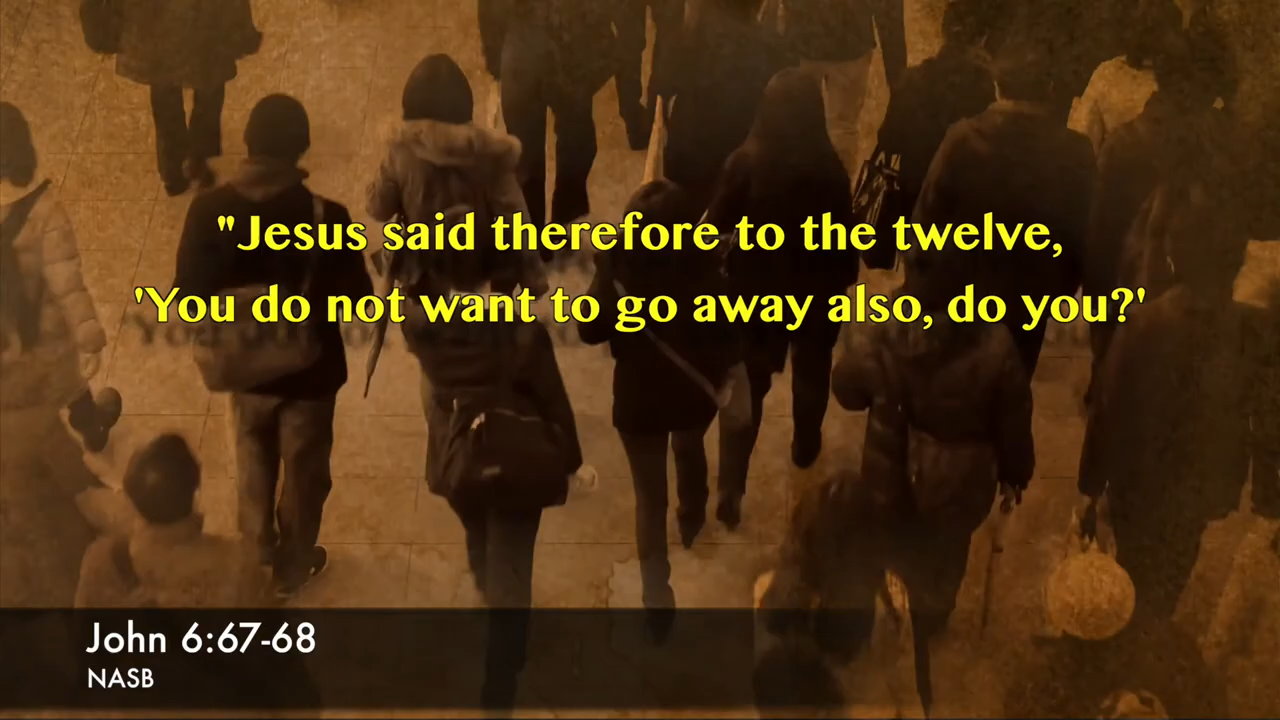 "Jesus said therefore to the twelve,
'You do not want to go away also, do you?'
John 6:67-68
NASB